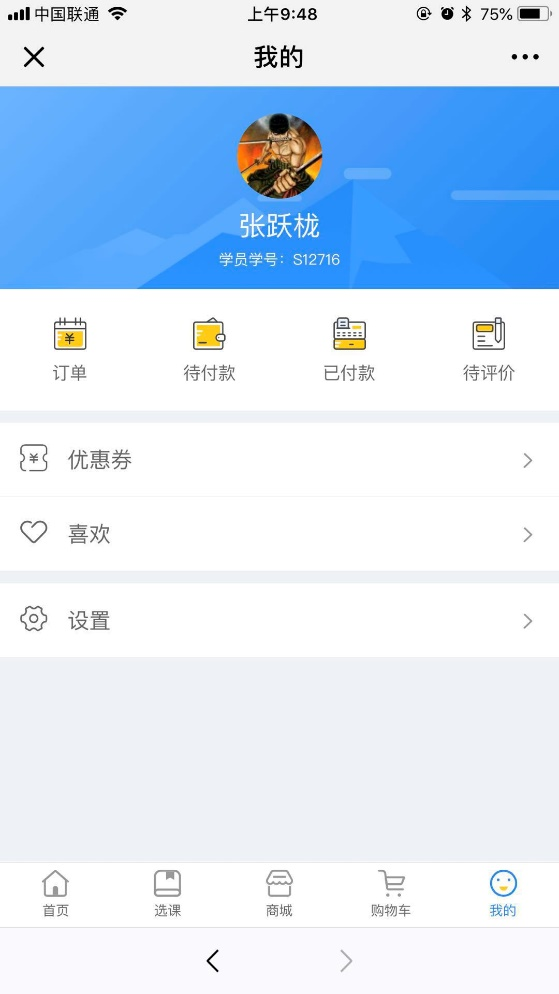 中国联通 上午9:48 75%
我的
张跃栊
学员学号：S12716
订单 待付款 已付款 待评价
优惠券
喜欢
设置
首页 选课 商城 购物车 我的